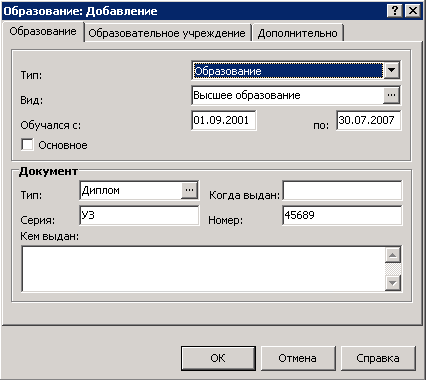 Образование: Добавление
Образование Образовательное учреждение Дополнительно
Тип: Образование
Вид: Высшее образование ...
Обучался с: 01.09.2001 по: 30.07.2007
Основное
Документ
Тип: Диплом ... Когда выдан:
Серия: УЗ Номер: 45689
Кем выдан:
ОК Отмена Справка